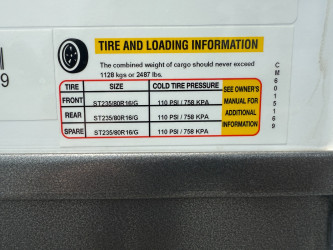 M
9
TIRE AND LOADING INFORMATION
The combined weight of cargo should never exceed
1128 kgs or 2487 lbs.
TIRE SIZE COLD TIRE PRESSURE
FRONT ST235/80R16/G 110 PSI / 758 KPA
REAR ST235/80R16/G 110 PSI / 758 KPA
SPARE ST235/80R16/G 110 PSI / 758 KPA
SEE OWNER'S
MANUAL FOR
ADDITIONAL
INFORMATION
CM6015169